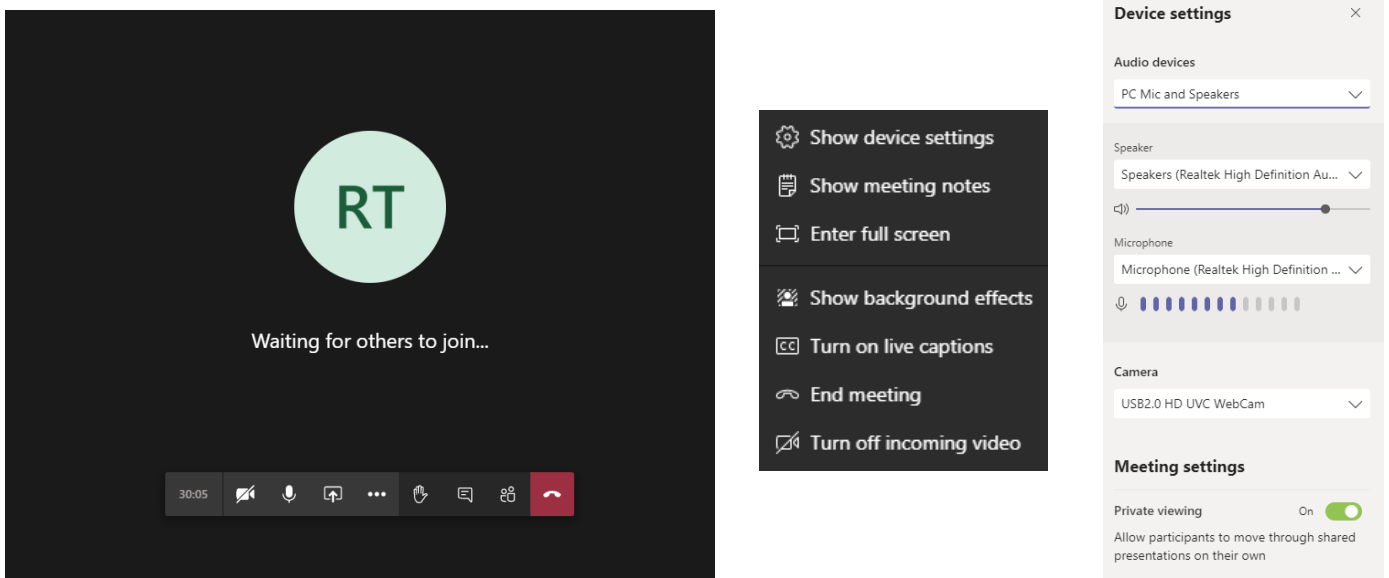 RT
Waiting for others to join...
30:05
Show device settings
Show meeting notes
Enter full screen
Show background effects
CC Turn on live captions
End meeting
Turn off incoming video
Device settings
Audio devices
PC Mic and Speakers
Speaker
Speakers (Realtek High Definition Au...
Microphone
Microphone (Realtek High Definition ...
Camera
USB2.0 HD UVC WebCam
Meeting settings
Private viewing On
Allow participants to move through shared
presentations on their own